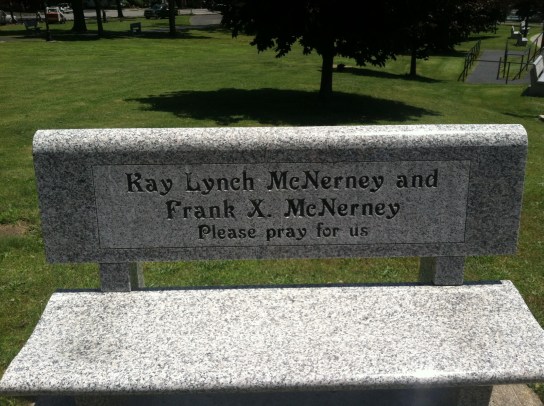 Kay Lynch McNerney and
Frank X. McNerney
Please pray for us